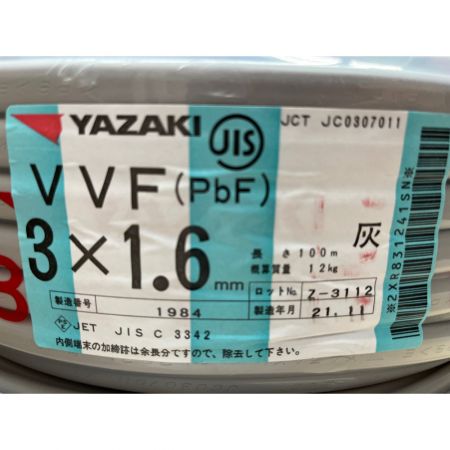 YAZAKI JIS JCT JC0307011
VVF(PbF)
3×1.6mm
長さ100m 灰
概算質量 12kg
製造番号 1984 ロットNo. Z-3112
製造年月 21.11
PSE JET JIS C 3342
内側端末の加締跡は余長分ですので、除去して下さい。
※2XR831241SN※